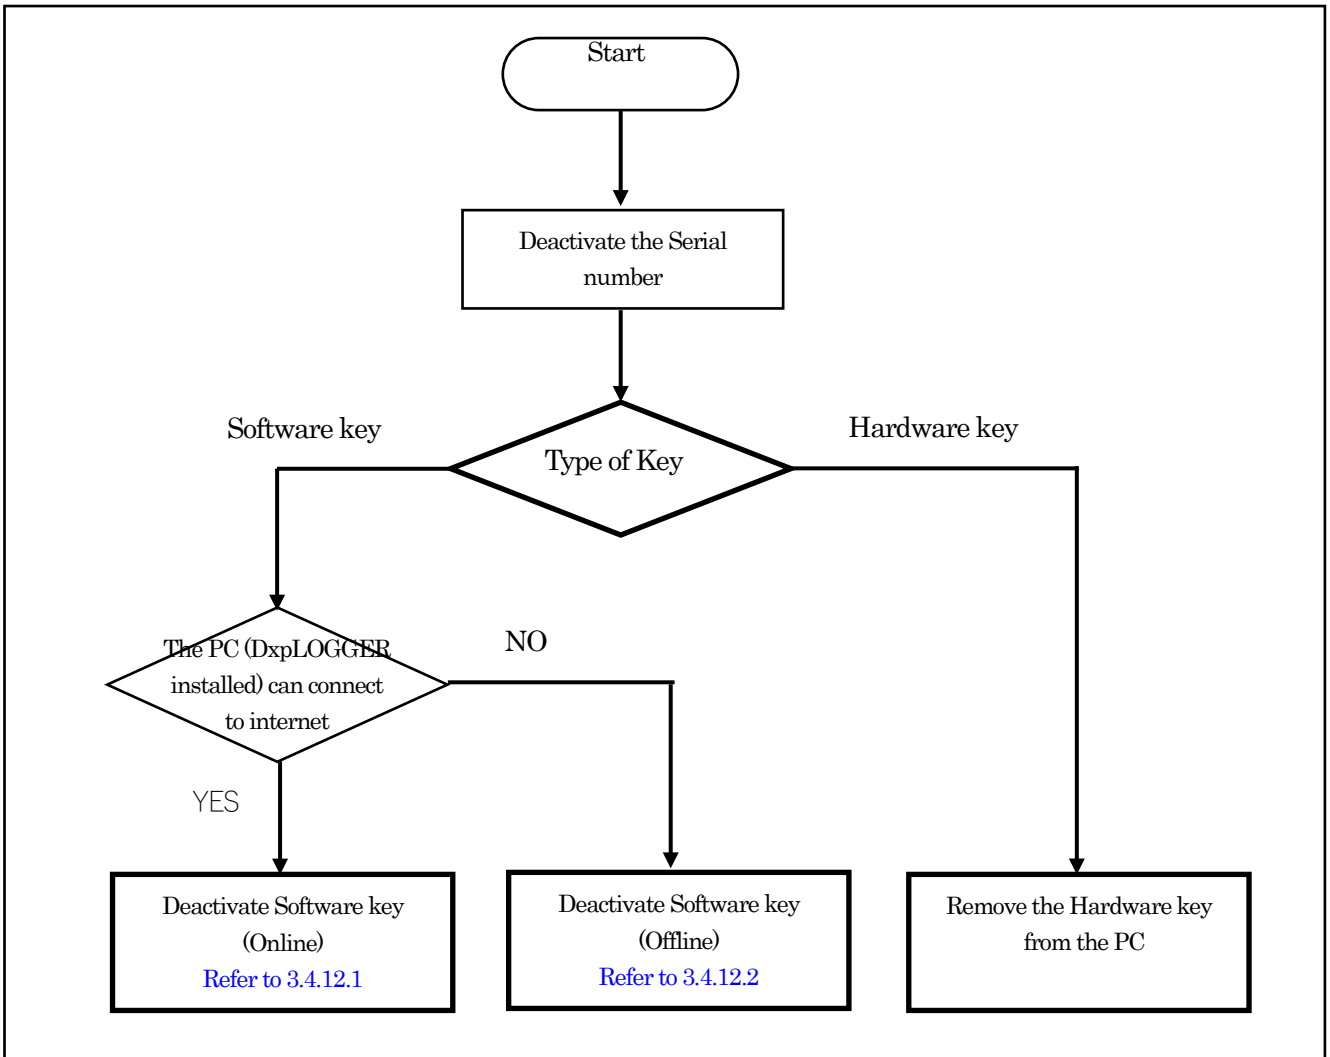 Start
Deactivate the Serial
number
Software key
Hardware key
Type of Key
The PC (DxpLOGGER
installed) can connect
to internet
NO
YES
Deactivate Software key
(Online)
Refer to 3.4.12.1
Deactivate Software key
(Offline)
Refer to 3.4.12.2
Remove the Hardware key
from the PC